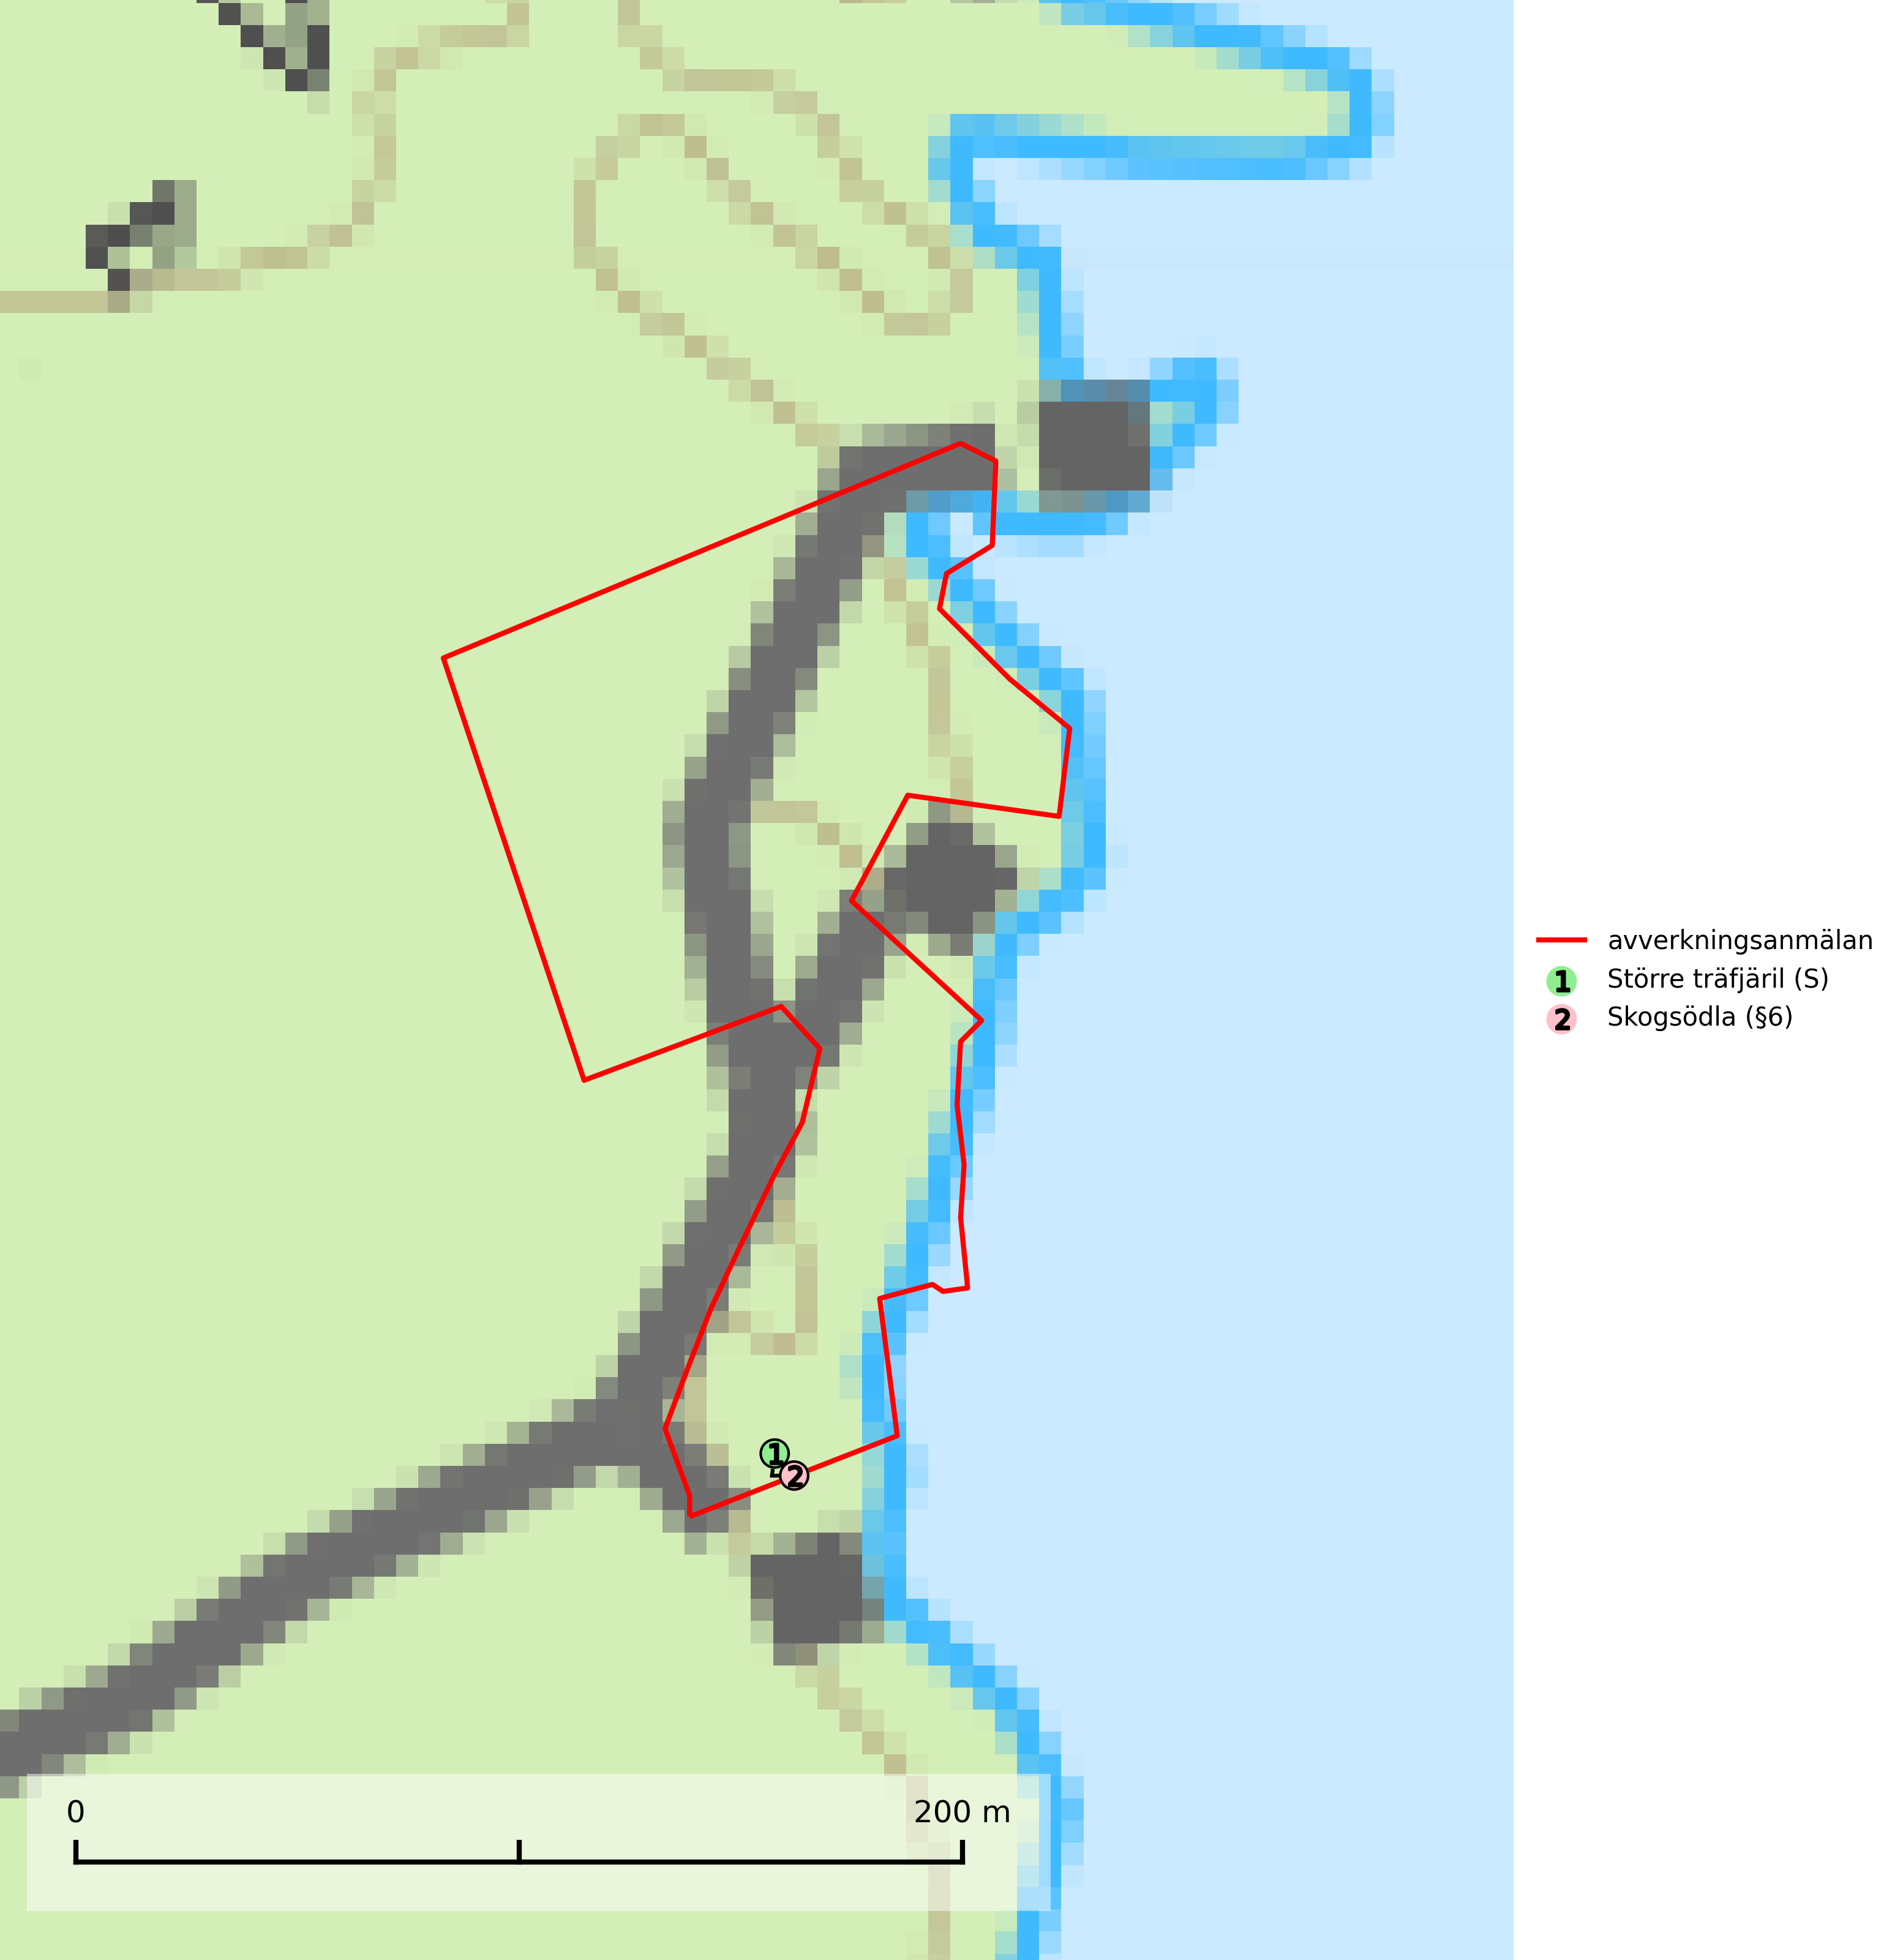 avverkningsanmälan
1 Större träfjäril (S)
2 Skogsödla (§6)
1
2
0 200 m